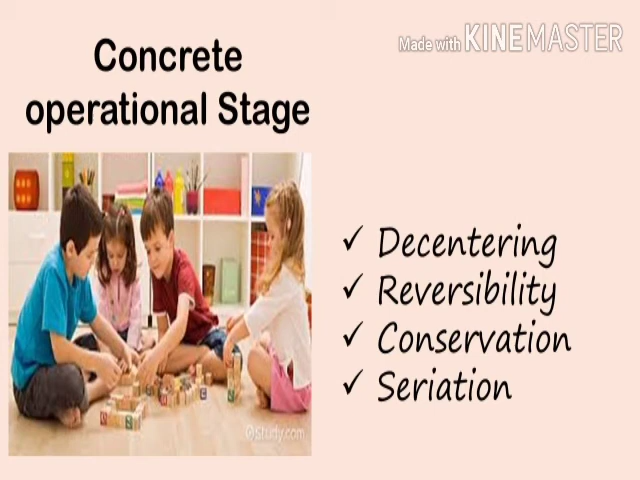 Concrete
operational Stage
Made with KINEMASTER
✓ Decentering
✓ Reversibility
✓ Conservation
✓ Seriation
study.com